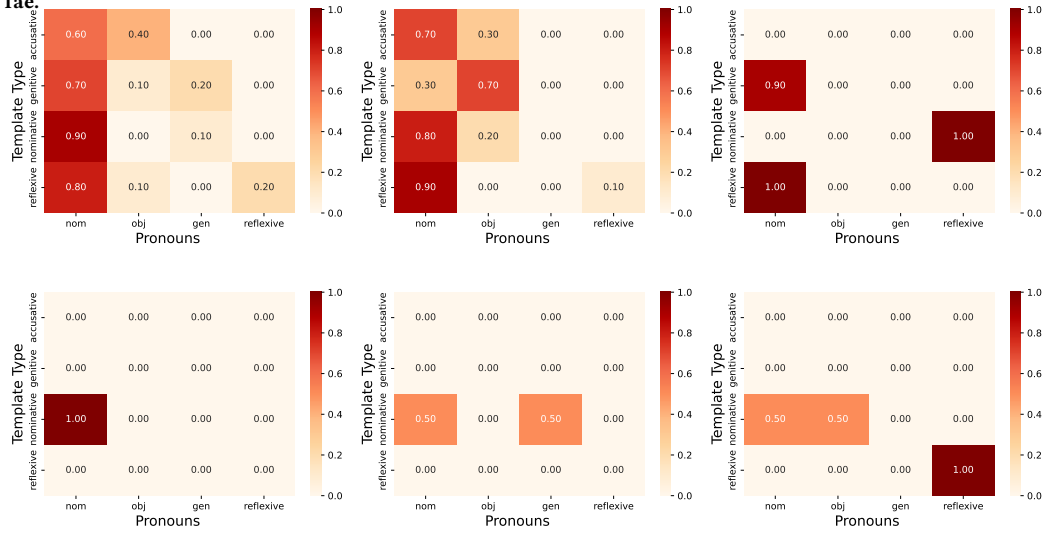 Template Type
accusative 0.60 0.40 0.00 0.00
genitive 0.70 0.10 0.20 0.00
nominative 0.90 0.00 0.10 0.00
reflexive 0.80 0.10 0.00 0.20
nom obj gen reflexive
Pronouns
1.0
0.8
0.6
0.4
0.2
0.0
Template Type
accusative 0.70 0.30 0.00 0.00
genitive 0.30 0.70 0.00 0.00
nominative 0.80 0.20 0.00 0.00
reflexive 0.90 0.00 0.00 0.10
nom obj gen reflexive
Pronouns
1.0
0.8
0.6
0.4
0.2
0.0
Template Type
accusative 0.00 0.00 0.00 0.00
genitive 0.90 0.00 0.00 0.00
nominative 0.00 0.00 0.00 1.00
reflexive 1.00 0.00 0.00 0.00
nom obj gen reflexive
Pronouns
1.0
0.8
0.6
0.4
0.2
0.0
Template Type
accusative 0.00 0.00 0.00 0.00
genitive 0.00 0.00 0.00 0.00
nominative 1.00 0.00 0.00 0.00
reflexive 0.00 0.00 0.00 0.00
nom obj gen reflexive
Pronouns
1.0
0.8
0.6
0.4
0.2
0.0
Template Type
accusative 0.00 0.00 0.00 0.00
genitive 0.00 0.00 0.00 0.00
nominative 0.50 0.00 0.50 0.00
reflexive 0.00 0.00 0.00 0.00
nom obj gen reflexive
Pronouns
1.0
0.8
0.6
0.4
0.2
0.0
Template Type
accusative 0.00 0.00 0.00 0.00
genitive 0.00 0.00 0.00 0.00
nominative 0.50 0.50 0.00 0.00
reflexive 0.00 0.00 0.00 1.00
nom obj gen reflexive
Pronouns
1.0
0.8
0.6
0.4
0.2
0.0